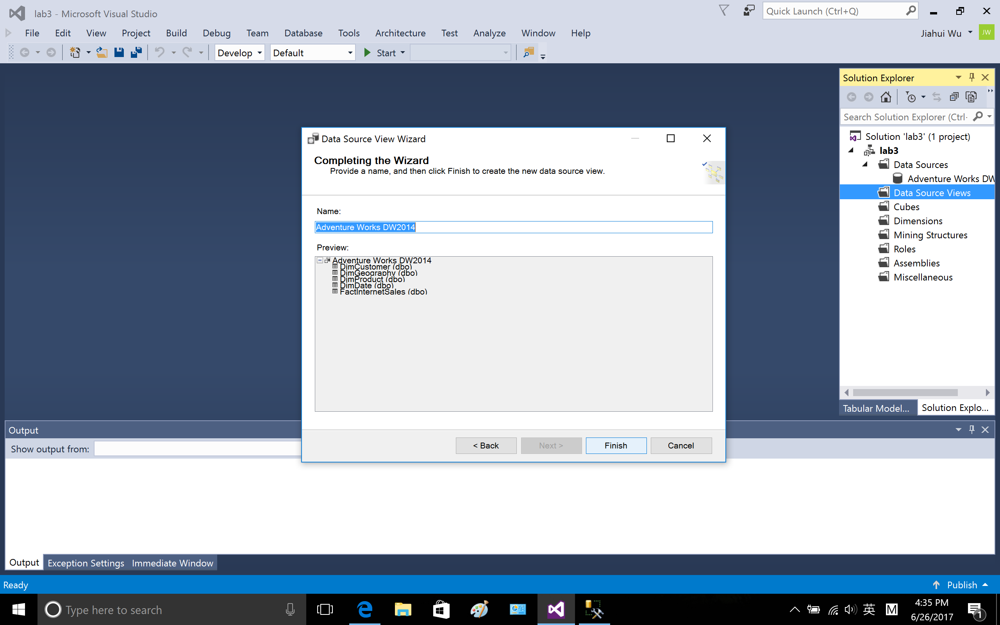 lab3 - Microsoft Visual Studio
Quick Launch (Ctrl+Q)
File Edit View Project Build Debug Team Database Tools Architecture Test Analyze Window Help
Jiahui Wu JW
Develop Default Start
Solution Explorer
Search Solution Explorer (Ctrl-
Solution 'lab3' (1 project)
lab3
Data Sources
Adventure Works DW
Data Source Views
Cubes
Dimensions
Mining Structures
Roles
Assemblies
Miscellaneous
Tabular Model... Solution Explo...
Data Source View Wizard
Completing the Wizard
Provide a name, and then click Finish to create the new data source view.
Name:
Adventure Works DW2014
Preview:
Adventure Works DW2014
DimCustomer (dbo)
DimGeography (dbo)
DimProduct (dbo)
DimDate (dbo)
FactInternetSales (dbo)
< Back Next > Finish Cancel
Output
Show output from:
Output Exception Settings Immediate Window
Ready
Publish
Type here to search
英 M
4:35 PM
6/26/2017
1